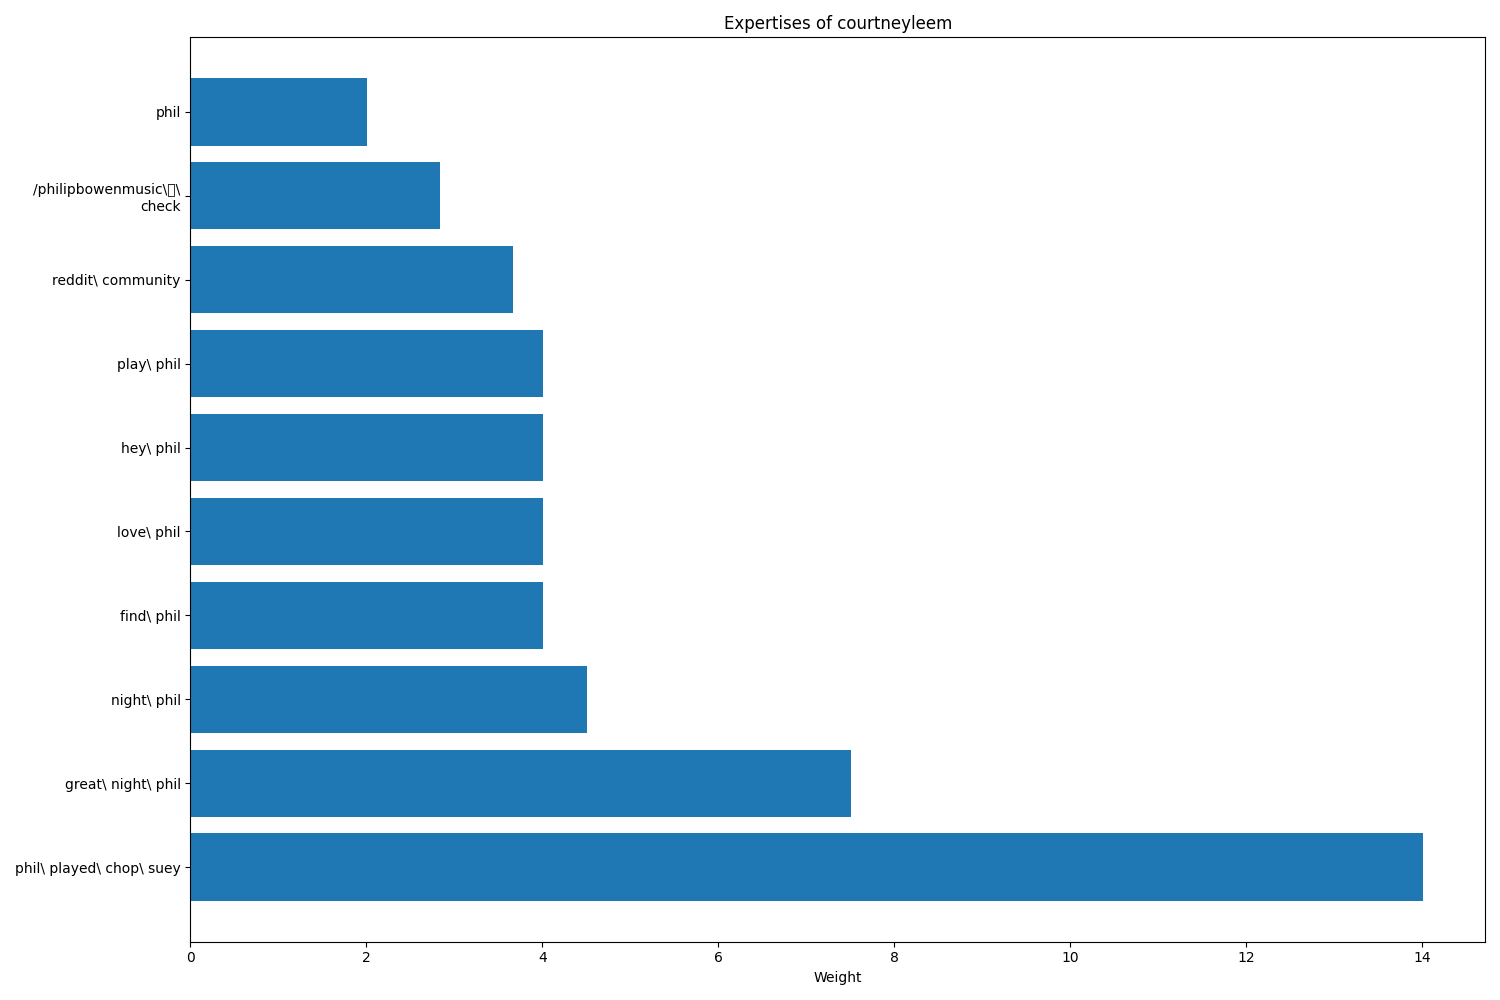 Expertises of courtneyleem
phil
/philipbowenmusic\▯\
check
reddit\ community
play\ phil
hey\ phil
love\ phil
find\ phil
night\ phil
great\ night\ phil
phil\ played\ chop\ suey
0 2 4 6 8 10 12 14
Weight